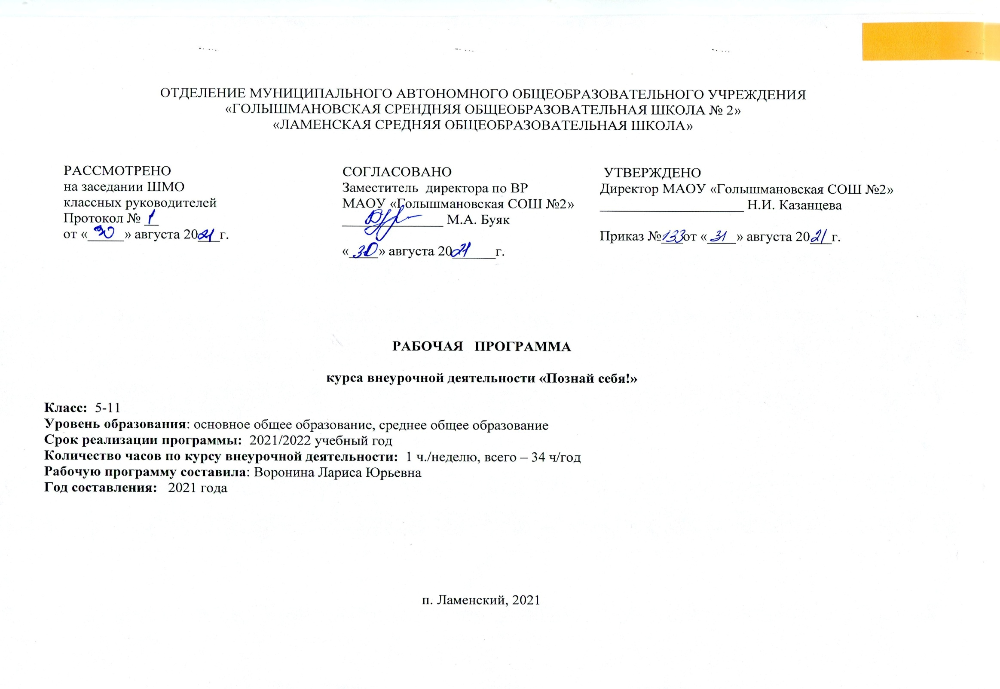 ОТДЕЛЕНИЕ МУНИЦИПАЛЬНОГО АВТОНОМНОГО ОБЩЕОБРАЗОВАТЕЛЬНОГО УЧРЕЖДЕНИЯ
«ГОЛЫШМАНОВСКАЯ СРЕНДНЯЯ ОБЩЕОБРАЗОВАТЕЛЬНАЯ ШКОЛА № 2»
«ЛАМЕНСКАЯ СРЕДНЯЯ ОБЩЕОБРАЗОВАТЕЛЬНАЯ ШКОЛА»
РАССМОТРЕНО
на заседании ШМО
классных руководителей
Протокол № 1
от «30» августа 2021г.
СОГЛАСОВАНО
Заместитель директора по ВР
МАОУ «Голышмановская СОШ №2»
М.А. Буяк
«30» августа 2021 г.
УТВЕРЖДЕНО
Директор МАОУ «Голышмановская СОШ №2»
Н.И. Казанцева
Приказ №133 от «31» августа 2021 г.
РАБОЧАЯ ПРОГРАММА
курса внеурочной деятельности «Познай себя!»
Класс: 5-11
Уровень образования: основное общее образование, среднее общее образование
Срок реализации программы: 2021/2022 учебный год
Количество часов по курсу внеурочной деятельности: 1 ч./неделю, всего – 34 ч/год
Рабочую программу составила: Воронина Лариса Юрьевна
Год составления: 2021 года
п. Ламенский, 2021